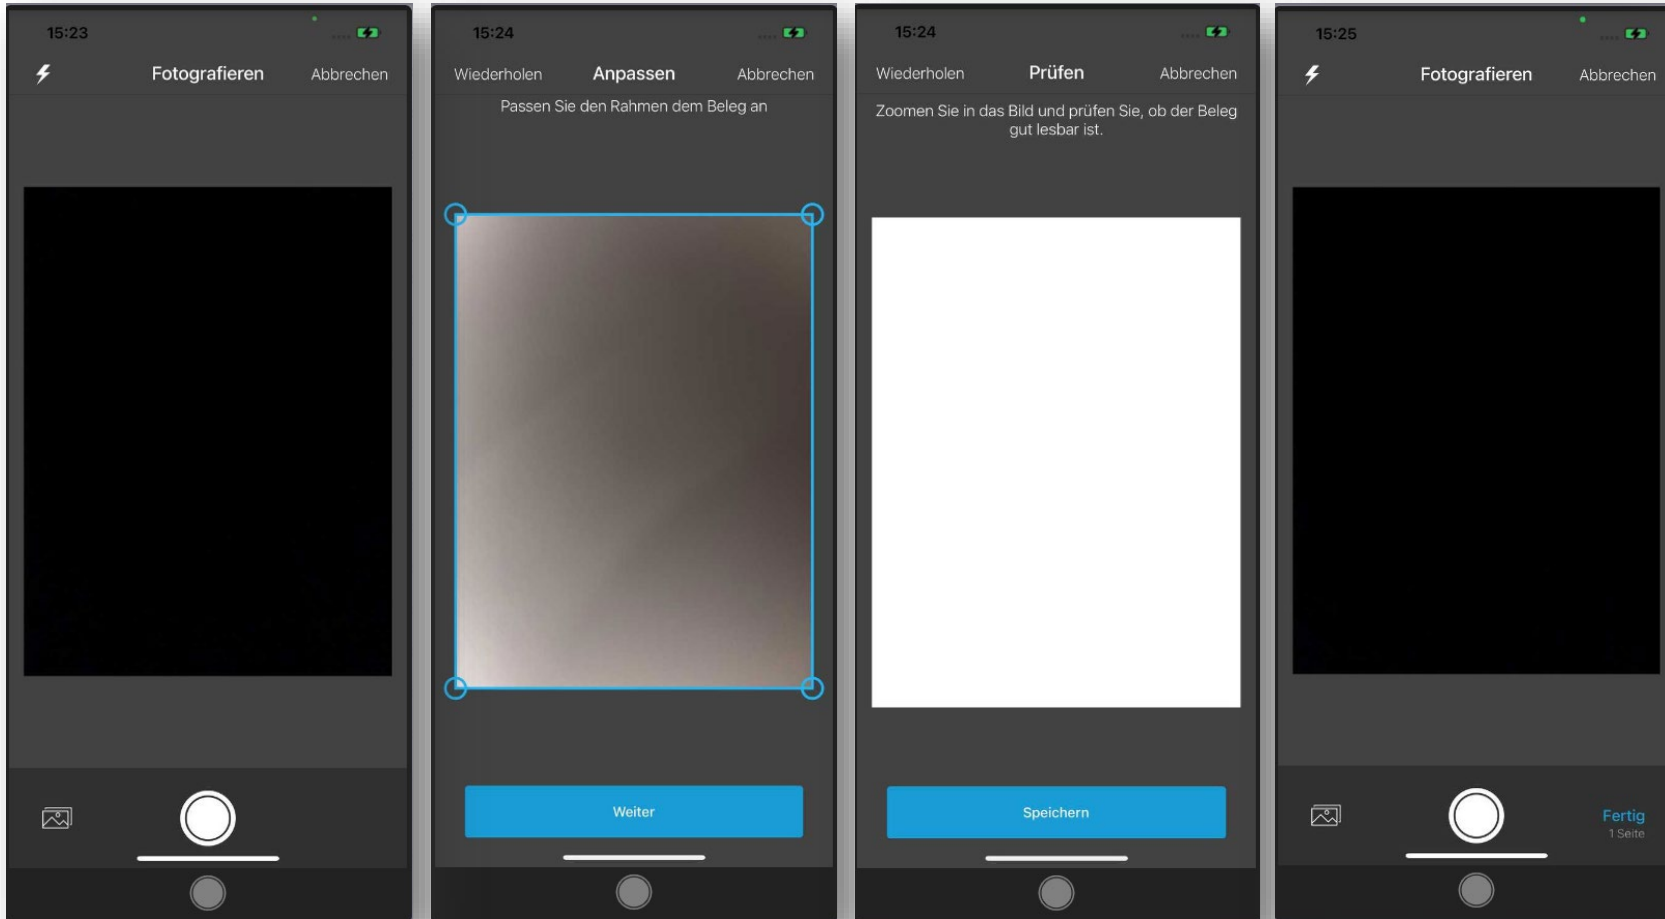 15:23
Fotografieren
Abbrechen
15:24
Wiederholen
Anpassen
Abbrechen
Passen Sie den Rahmen dem Beleg an
Weiter
15:24
Wiederholen
Prüfen
Abbrechen
Zoomen Sie in das Bild und prüfen Sie, ob der Beleg
gut lesbar ist.
Speichern
15:25
Fotografieren
Abbrechen
Fertig
1 Seite